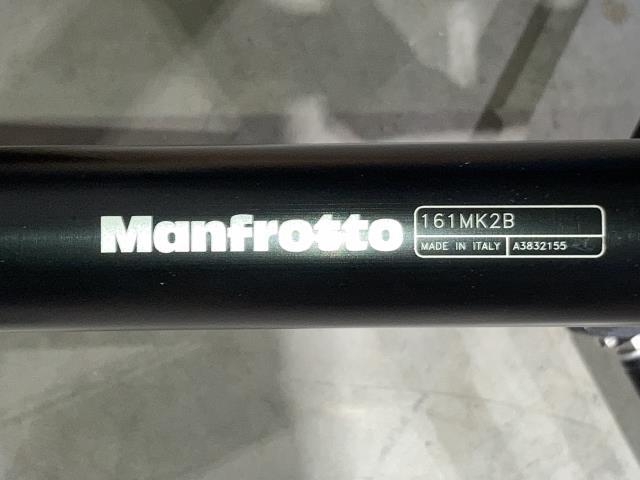 Manfrotto
161MK2B
MADE IN ITALY A3832155